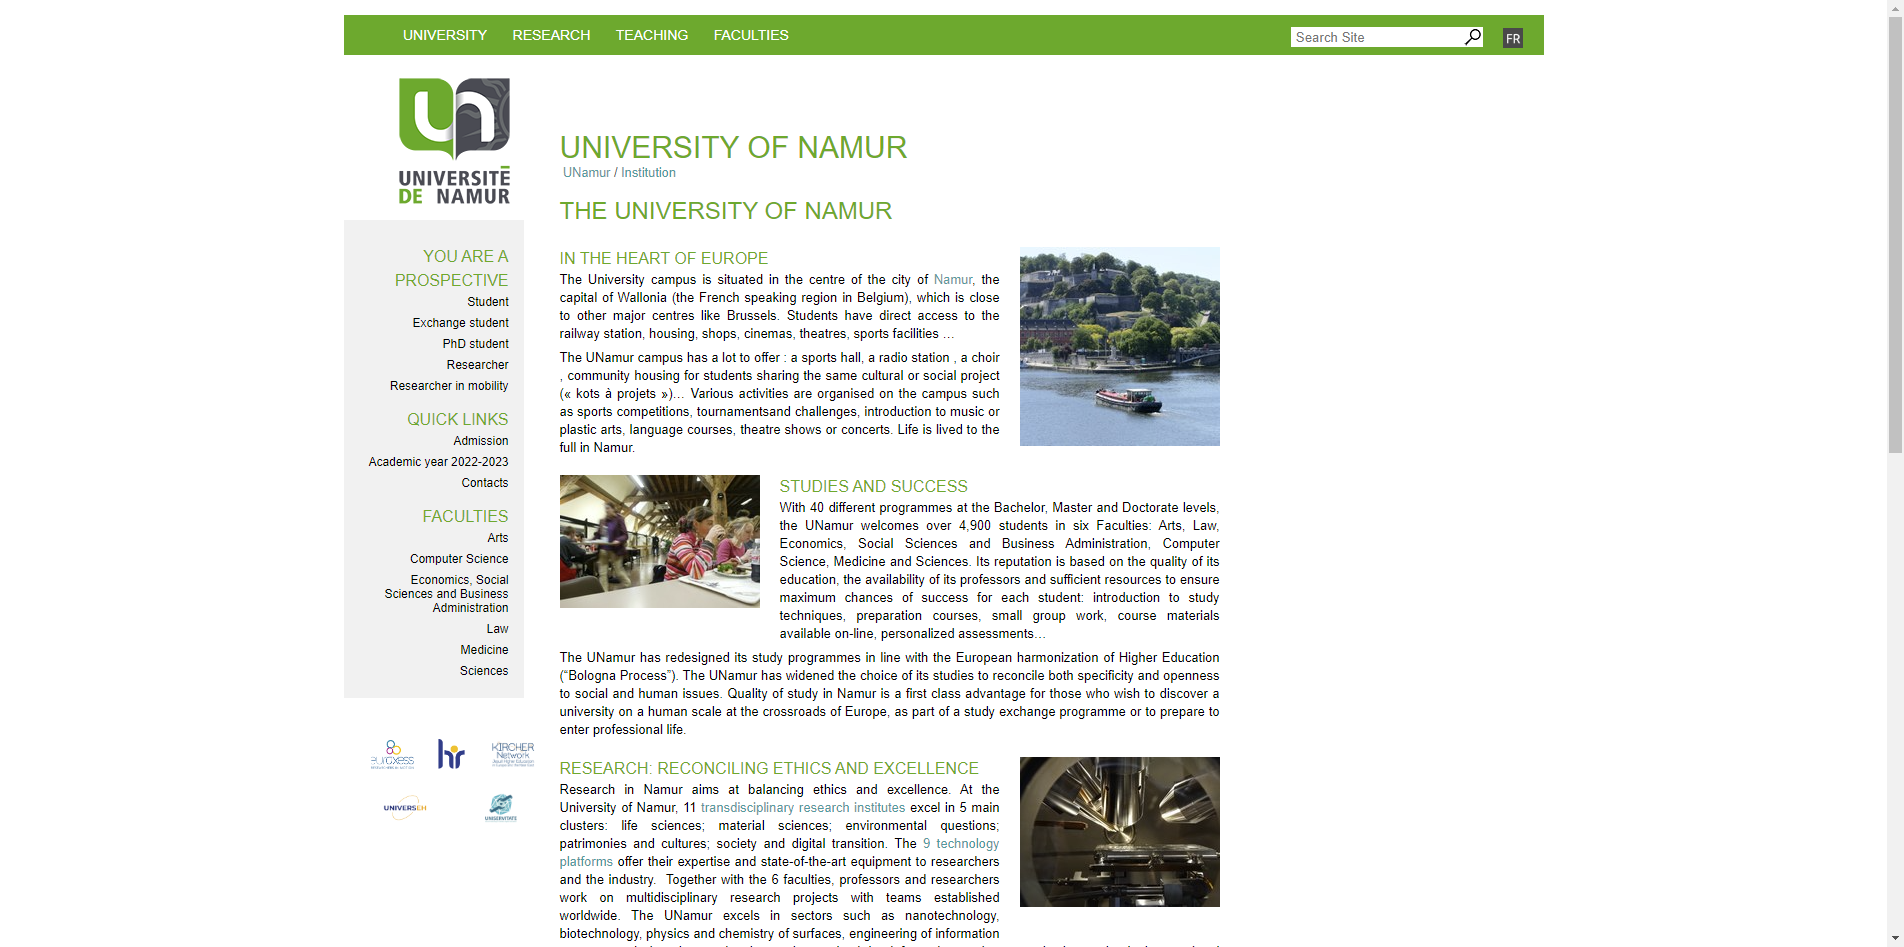 UNIVERSITY RESEARCH TEACHING FACULTIES Search Site FR
UNIVERSITÉ
DE NAMUR
YOU ARE A
PROSPECTIVE
Student
Exchange student
PhD student
Researcher
Researcher in mobility
QUICK LINKS
Admission
Academic year 2022-2023
Contacts
FACULTIES
Arts
Computer Science
Economics, Social
Sciences and Business
Administration
Law
Medicine
Sciences
euraxess
hr
KIRCHER
Network
UNIVERSEH
UNISERVITATE
UNIVERSITY OF NAMUR
UNamur / Institution
THE UNIVERSITY OF NAMUR
IN THE HEART OF EUROPE
The University campus is situated in the centre of the city of Namur, the
capital of Wallonia (the French speaking region in Belgium), which is close
to other major centres like Brussels. Students have direct access to the
railway station, housing, shops, cinemas, theatres, sports facilities …
The UNamur campus has a lot to offer : a sports hall, a radio station , a choir
, community housing for students sharing the same cultural or social project
(« kots à projets »)… Various activities are organised on the campus such
as sports competitions, tournamentsand challenges, introduction to music or
plastic arts, language courses, theatre shows or concerts. Life is lived to the
full in Namur.
STUDIES AND SUCCESS
With 40 different programmes at the Bachelor, Master and Doctorate levels,
the UNamur welcomes over 4,900 students in six Faculties: Arts, Law,
Economics, Social Sciences and Business Administration, Computer
Science, Medicine and Sciences. Its reputation is based on the quality of its
education, the availability of its professors and sufficient resources to ensure
maximum chances of success for each student: introduction to study
techniques, preparation courses, small group work, course materials
available on-line, personalized assessments…
The UNamur has redesigned its study programmes in line with the European harmonization of Higher Education
(“Bologna Process”). The UNamur has widened the choice of its studies to reconcile both specificity and openness
to social and human issues. Quality of study in Namur is a first class advantage for those who wish to discover a
university on a human scale at the crossroads of Europe, as part of a study exchange programme or to prepare to
enter professional life.
RESEARCH: RECONCILING ETHICS AND EXCELLENCE
Research in Namur aims at balancing ethics and excellence. At the
University of Namur, 11 transdisciplinary research institutes excel in 5 main
clusters: life sciences; material sciences; environmental questions;
patrimonies and cultures; society and digital transition. The 9 technology
platforms offer their expertise and state-of-the-art equipment to researchers
and the industry. Together with the 6 faculties, professors and researchers
work on multidisciplinary research projects with teams established
worldwide. The UNamur excels in sectors such as nanotechnology,
biotechnology, physics and chemistry of surfaces, engineering of information